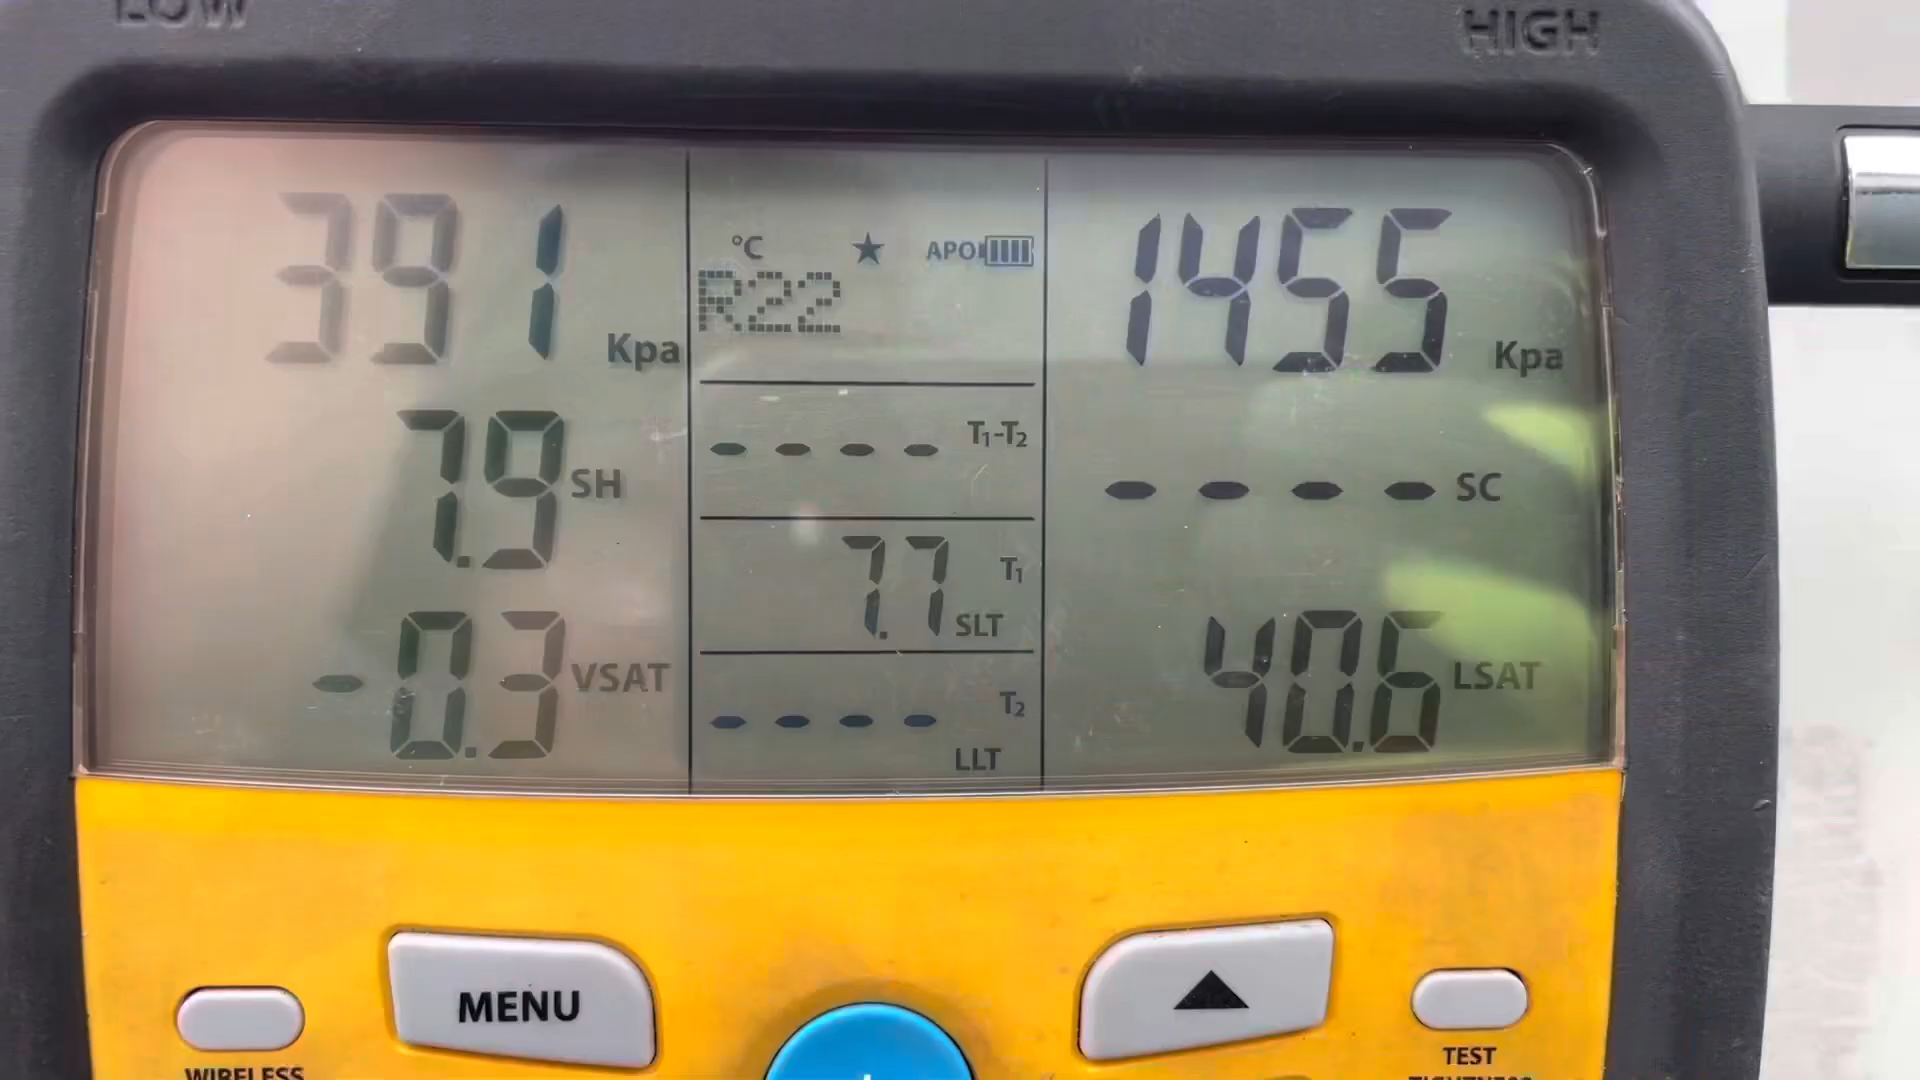 LOW HIGH
391 Kpa
°C ★ APO
R22
1455 Kpa
7.9 SH
---- T1-T2
---- SC
7.7 T1 SLT
-0.3 VSAT
---- T2 LLT
40.6 LSAT
MENU
▲
WIRELESS
TEST
TIGHTNESS